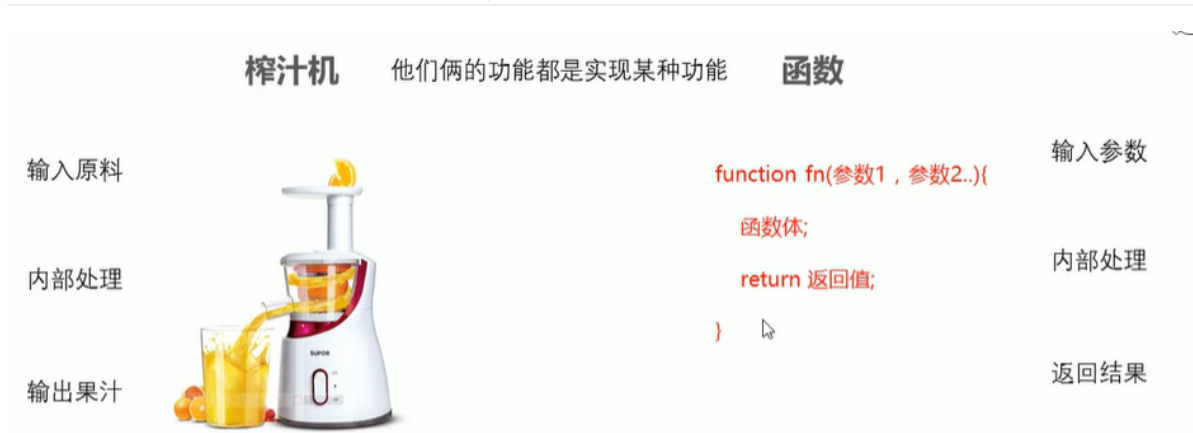 榨汁机 他们俩的功能都是实现某种功能 函数
输入原料
内部处理
输出果汁
SUPOR
function fn(参数1，参数2..){
函数体;
return 返回值;
}
输入参数
内部处理
返回结果